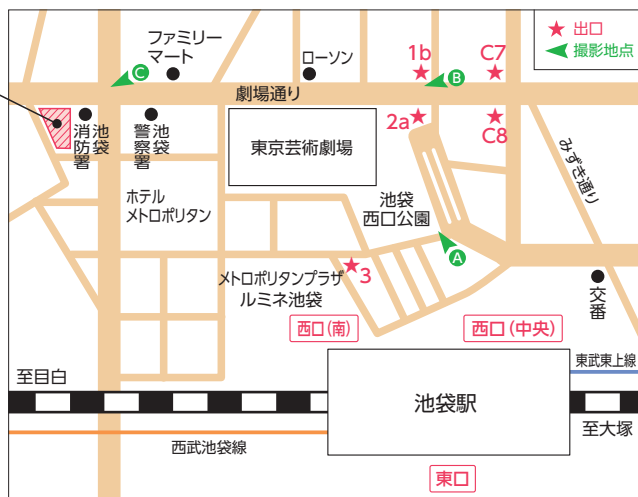 出口
撮影地点
ファミリー
マート
C
ローソン
1b
B
C7
劇場通り
2a
C8
池袋
消防署
池袋
警察署
東京芸術劇場
みずき通り
ホテル
メトロポリタン
池袋
西口公園
A
3
メトロポリタンプラザ
ルミネ池袋
交番
西口(南)
西口(中央)
東武東上線
至目白
池袋駅
至大塚
西武池袋線
東口